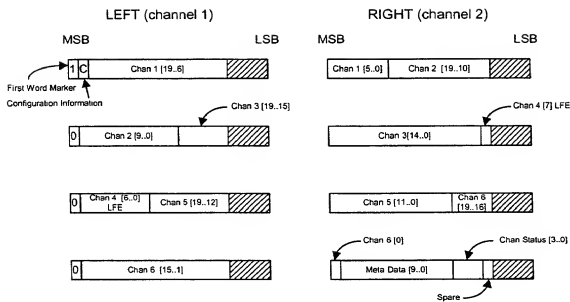 LEFT (channel 1) RIGHT (channel 2)
MSB LSB MSB LSB
1 C Chan 1 [19..6] Chan 1 [5..0] Chan 2 [19..10]
First Word Marker
Configuration Information
Chan 3 [19..15] Chan 4 [7] LFE
0 Chan 2 [9..0] Chan 3[14..0]
0 Chan 4 [6..0] LFE Chan 5 [19..12] Chan 5 [11..0] Chan 6 [19..16]
Chan 6 [0] Chan Status [3..0]
0 Chan 6 [15..1] Meta Data [9..0]
Spare